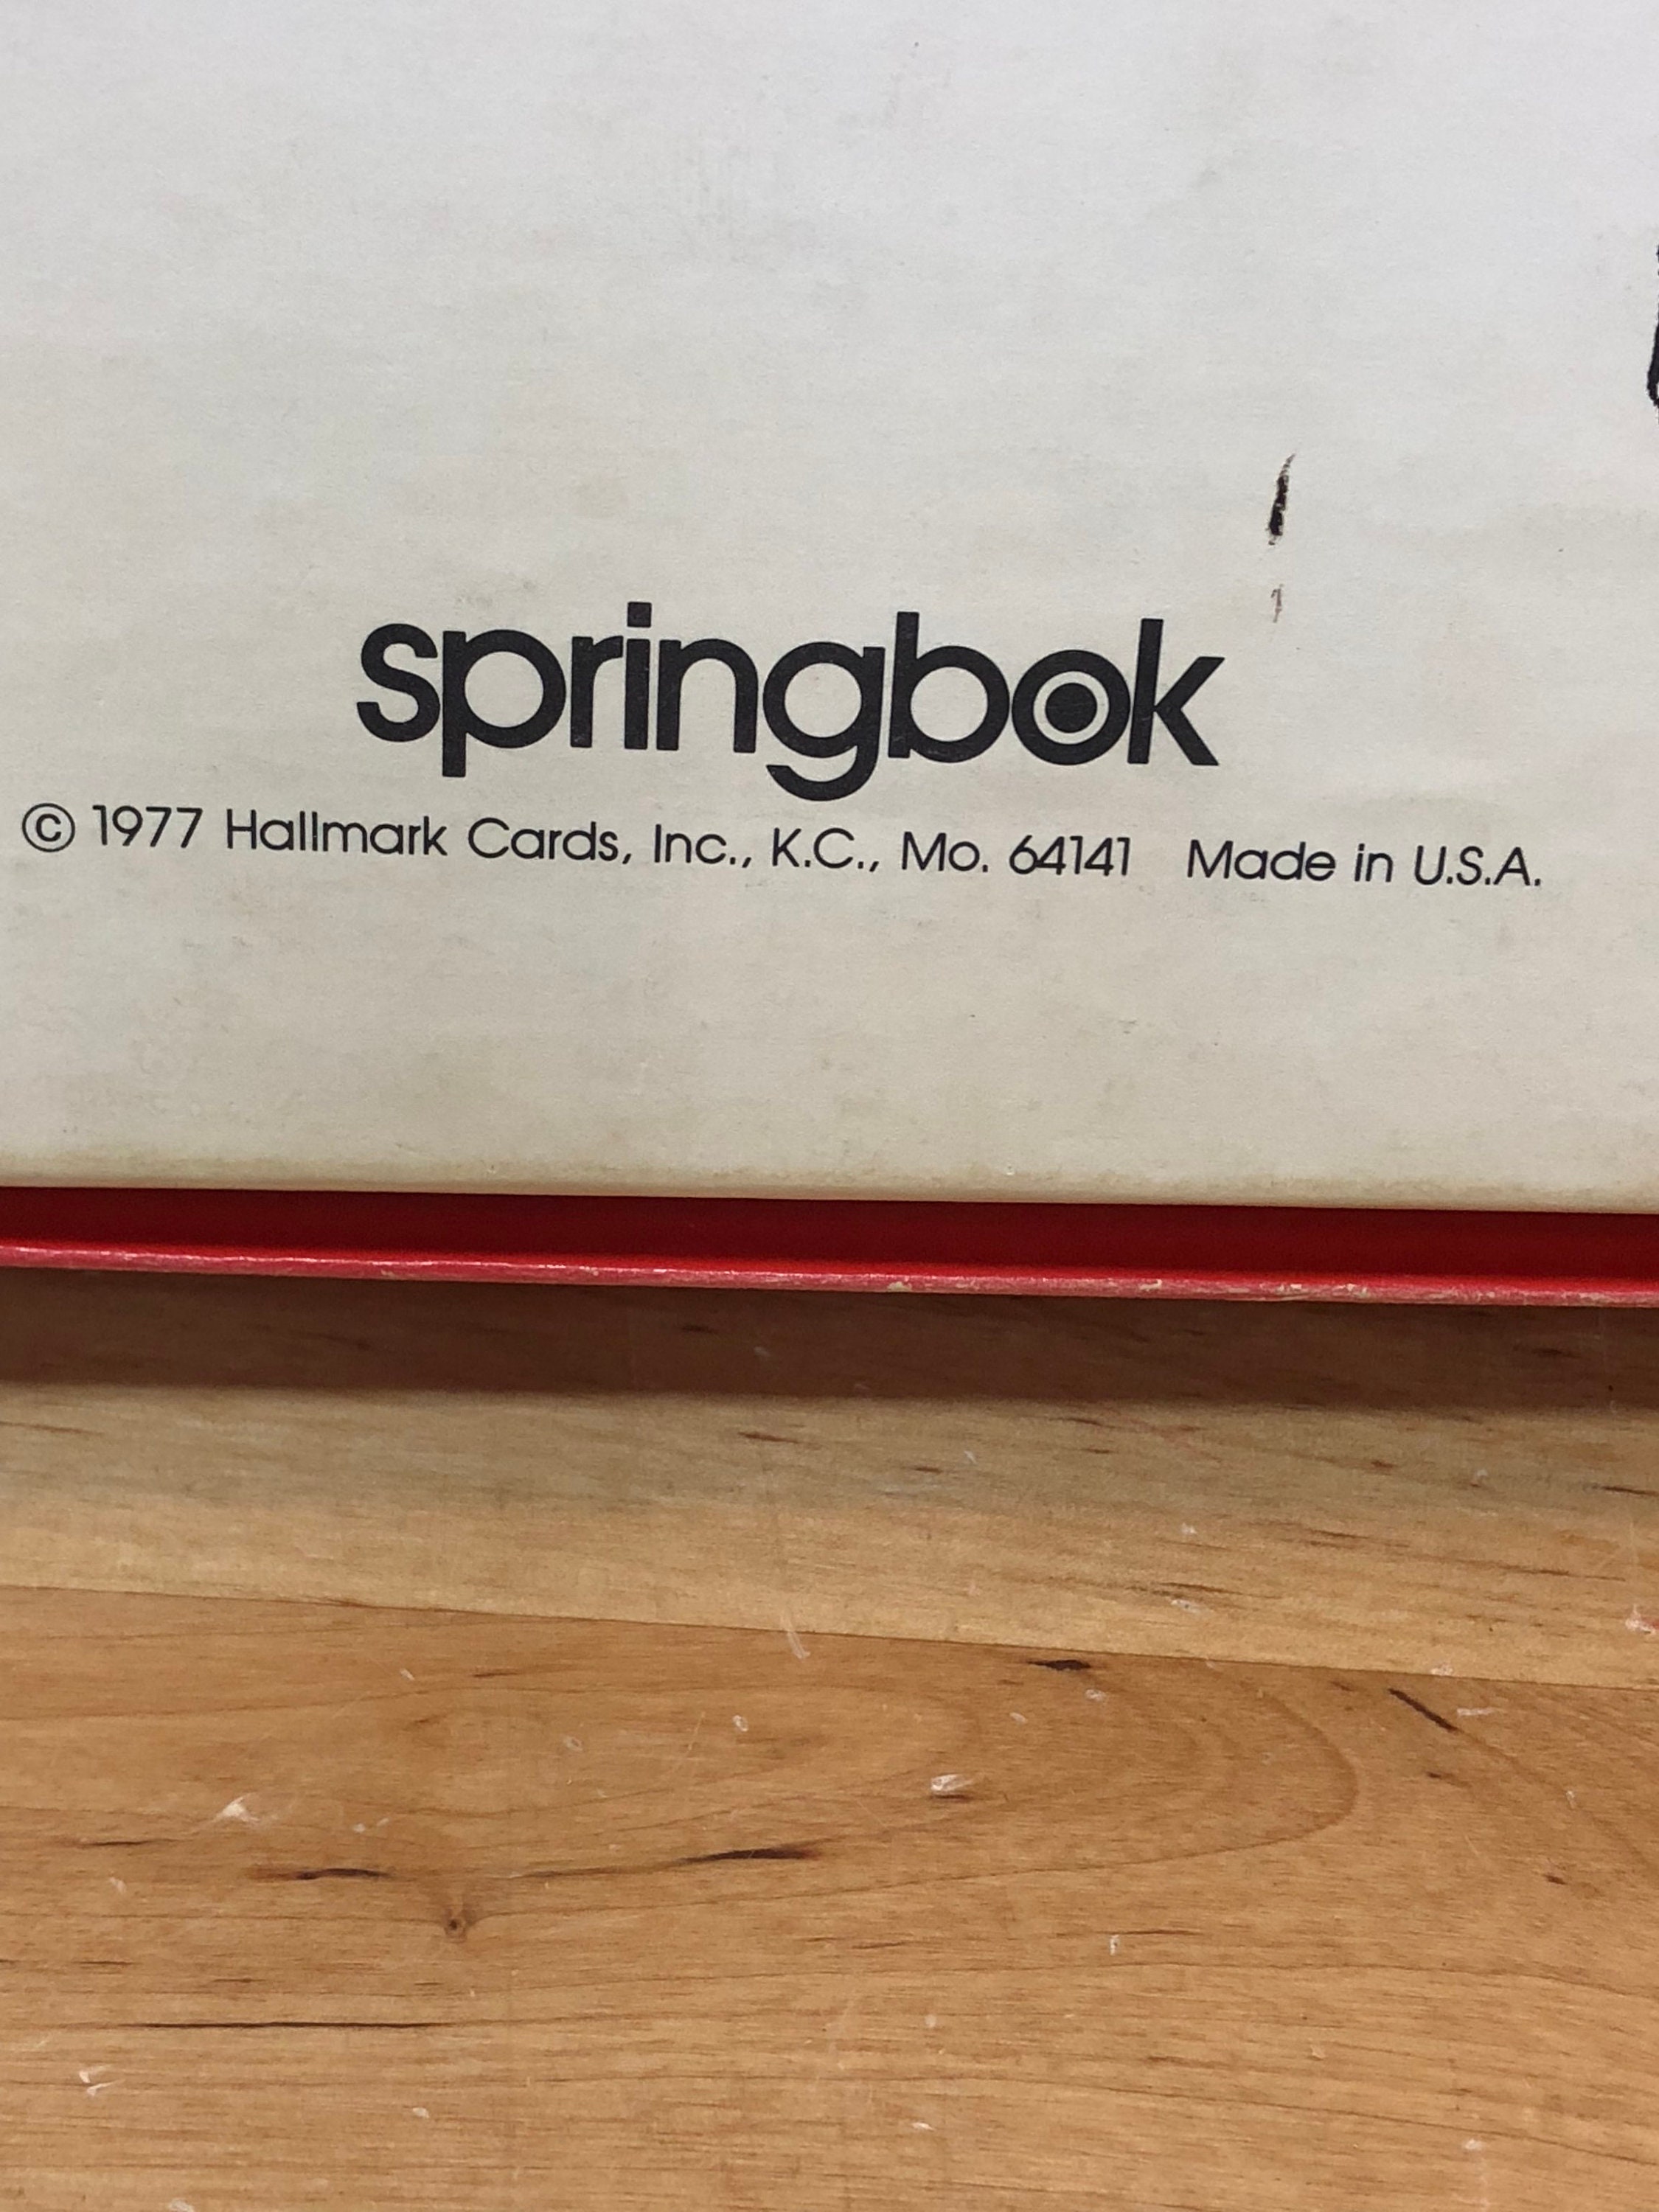 springbok
© 1977 Hallmark Cards, Inc., K.C., Mo. 64141 Made in U.S.A.